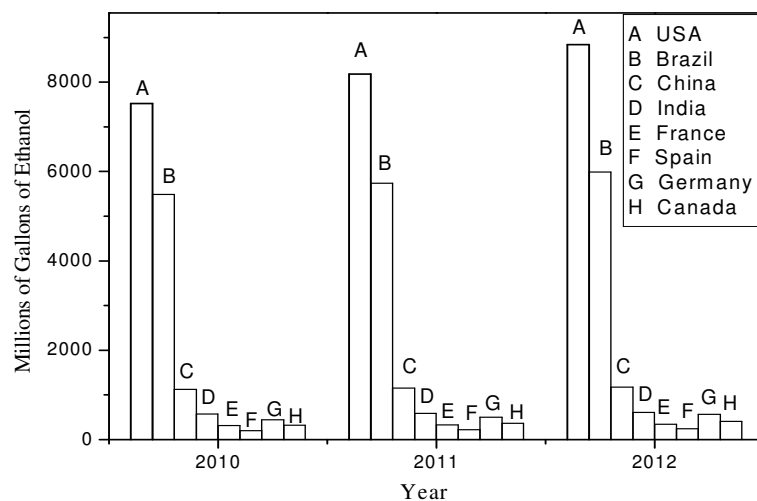 Millions of Gallons of Ethanol
8000
6000
4000
2000
0
A
B
C
D
E
F
G
H
A
B
C
D
E
F
G
H
A
B
C
D
E
F
G
H
A USA
B Brazil
C China
D India
E France
F Spain
G Germany
H Canada
2010
2011
2012
Year